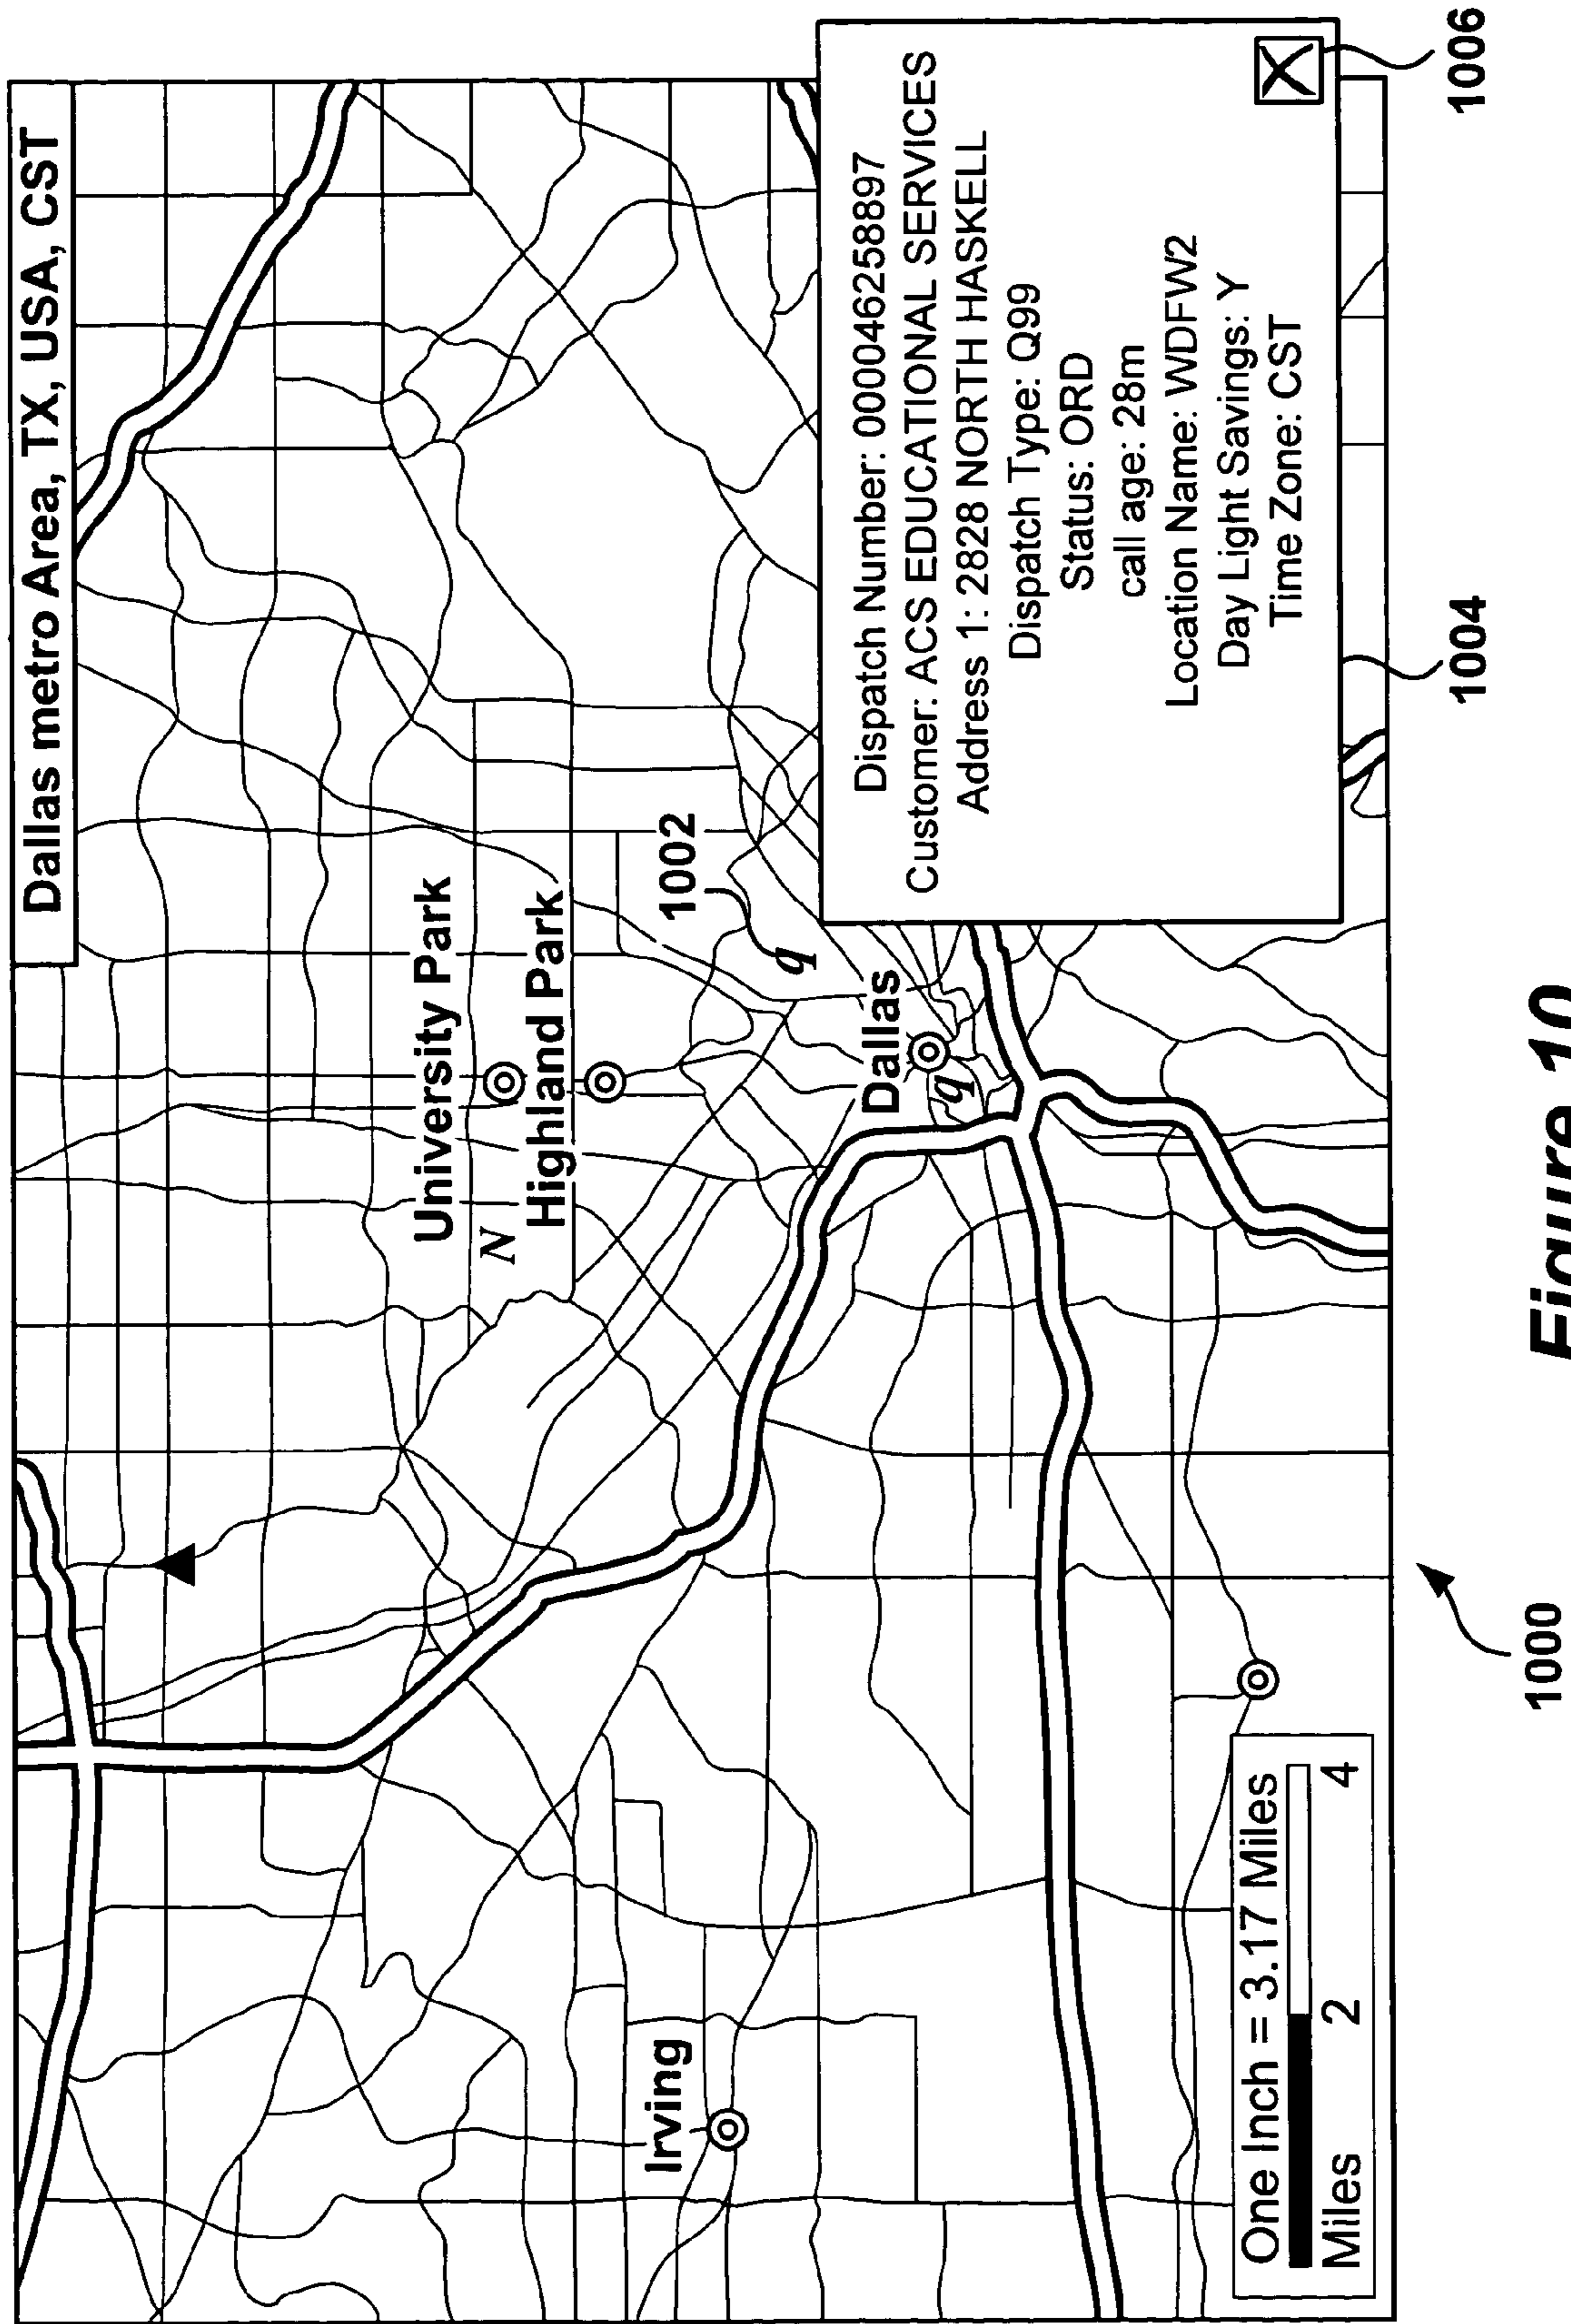 Dallas metro Area, TX, USA, CST
University Park
N
Highland Park
1002
q
Irving
Dallas
q
Dispatch Number: 000046258897
Customer: ACS EDUCATIONAL SERVICES
Address 1: 2828 NORTH HASKELL
Dispatch Type: Q99
Status: ORD
call age: 28m
Location Name: WDFW2
Day Light Savings: Y
Time Zone: CST
X
One Inch = 3.17 Miles
Miles 2 4
1004
1006
1000
Figure 10